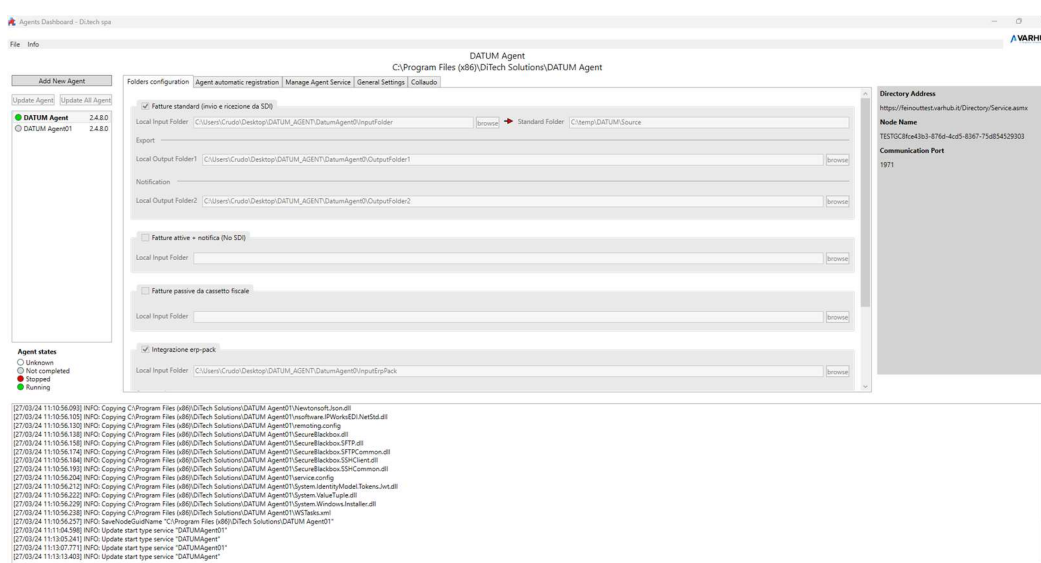 Agents Dashboard - Di.tech spa
File Info
AVARHU
DATUM Agent
C:\Program Files (x86)\DiTech Solutions\DATUM Agent
Add New Agent
Update Agent Update All Agent
DATUM Agent 2.4.8.0
DATUM Agent01 2.4.8.0
Agent states
Unknown
Not completed
Stopped
Running
Folders configuration Agent automatic registration Manage Agent Service General Settings Collaudo
Fatture standard (invio e ricezione da SDI)
Local Input Folder C:\Users\Crudo\Desktop\DATUM_AGENT\DatumAgent0\InputFolder browse Standard Folder C:\temp\DATUM\Source
Export
Local Output Folder1 C:\Users\Crudo\Desktop\DATUM_AGENT\DatumAgent0\OutputFolder1 browse
Notification
Local Output Folder2 C:\Users\Crudo\Desktop\DATUM_AGENT\DatumAgent0\OutputFolder2 browse
Fatture attive + notifica (No SDI)
Local Input Folder browse
Fatture passive da cassetto fiscale
Local Input Folder browse
Integrazione erp-pack
Local Input Folder C:\Users\Crudo\Desktop\DATUM_AGENT\DatumAgent0\InputErpPack browse
Directory Address
https://feinouttest.varhub.it/Directory/Service.asmx
Node Name
TESTGC8fce43b3-876d-4cd5-8367-75d854529303
Communication Port
1971
[27/03/24 11:10:56.093] INFO: Copying C:\Program Files (x86)\DiTech Solutions\DATUM Agent01\Newtonsoft.Json.dll
[27/03/24 11:10:56.105] INFO: Copying C:\Program Files (x86)\DiTech Solutions\DATUM Agent01\nsoftware.IPWorksEDI.NetStd.dll
[27/03/24 11:10:56.130] INFO: Copying C:\Program Files (x86)\DiTech Solutions\DATUM Agent01\remoting.config
[27/03/24 11:10:56.138] INFO: Copying C:\Program Files (x86)\DiTech Solutions\DATUM Agent01\SecureBlackbox.dll
[27/03/24 11:10:56.158] INFO: Copying C:\Program Files (x86)\DiTech Solutions\DATUM Agent01\SecureBlackbox.SFTP.dll
[27/03/24 11:10:56.174] INFO: Copying C:\Program Files (x86)\DiTech Solutions\DATUM Agent01\SecureBlackbox.SFTPCommon.dll
[27/03/24 11:10:56.184] INFO: Copying C:\Program Files (x86)\DiTech Solutions\DATUM Agent01\SecureBlackbox.SSHClient.dll
[27/03/24 11:10:56.193] INFO: Copying C:\Program Files (x86)\DiTech Solutions\DATUM Agent01\SecureBlackbox.SSHCommon.dll
[27/03/24 11:10:56.204] INFO: Copying C:\Program Files (x86)\DiTech Solutions\DATUM Agent01\service.config
[27/03/24 11:10:56.212] INFO: Copying C:\Program Files (x86)\DiTech Solutions\DATUM Agent01\System.IdentityModel.Tokens.Jwt.dll
[27/03/24 11:10:56.222] INFO: Copying C:\Program Files (x86)\DiTech Solutions\DATUM Agent01\System.ValueTuple.dll
[27/03/24 11:10:56.229] INFO: Copying C:\Program Files (x86)\DiTech Solutions\DATUM Agent01\System.Windows.Installer.dll
[27/03/24 11:10:56.238] INFO: Copying C:\Program Files (x86)\DiTech Solutions\DATUM Agent01\WSTasks.xml
[27/03/24 11:10:56.257] INFO: SaveNodeGuidName "C:\Program Files (x86)\DiTech Solutions\DATUM Agent01"
[27/03/24 11:11:04.598] INFO: Update start type service "DATUMAgent01"
[27/03/24 11:13:05.241] INFO: Update start type service "DATUMAgent"
[27/03/24 11:13:07.771] INFO: Update start type service "DATUMAgent01"
[27/03/24 11:13:13.403] INFO: Update start type service "DATUMAgent"